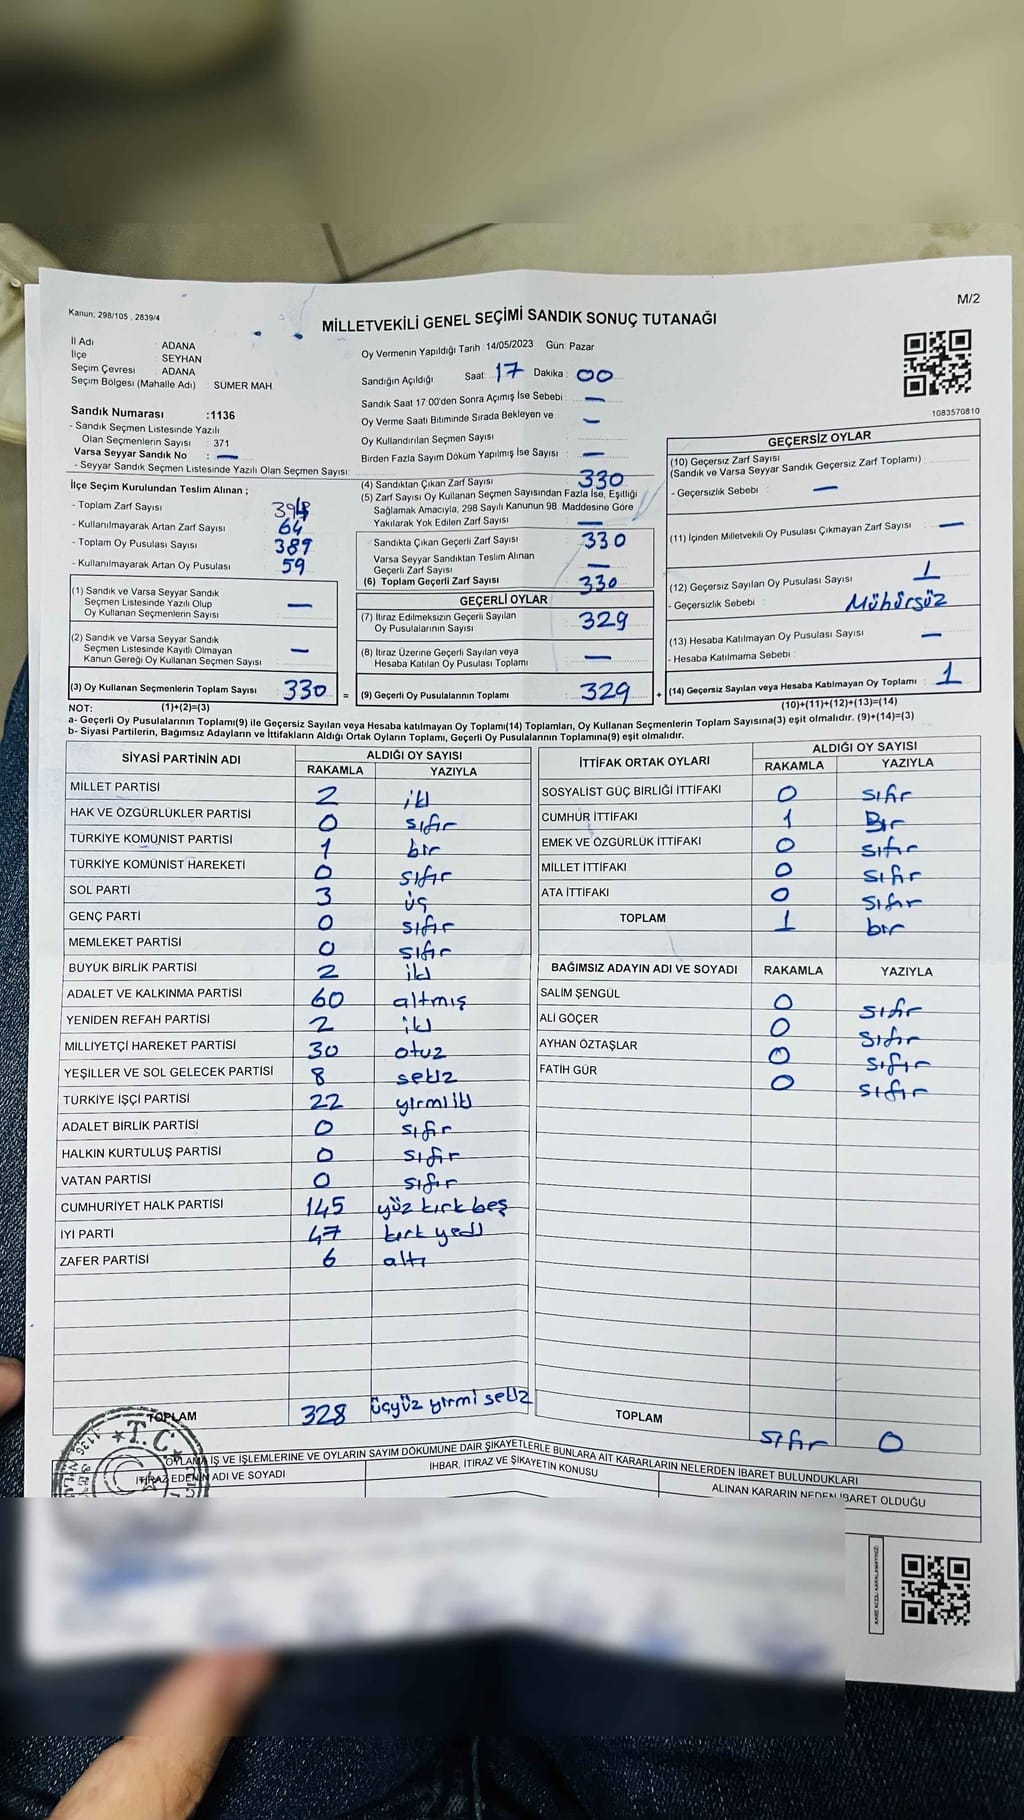 M/2
Kanun; 298/105 , 2839/4
MİLLETVEKİLİ GENEL SEÇİMİ SANDIK SONUÇ TUTANAĞI
İl Adı : ADANA
İlçe : SEYHAN
Seçim Çevresi : ADANA
Seçim Bölgesi (Mahalle Adı) : SÜMER MAH
Sandık Numarası :1136
- Sandık Seçmen Listesinde Yazılı
Olan Seçmenlerin Sayısı : 371
Varsa Seyyar Sandık No : —
- Seyyar Sandık Seçmen Listesinde Yazılı Olan Seçmen Sayısı:
Oy Vermenin Yapıldığı Tarih :14/05/2023 Gün: Pazar
Sandığın Açıldığı Saat: 17 Dakika : 00
Sandık Saat 17.00'den Sonra Açımış İse Sebebi : —
Oy Verme Saati Bitiminde Sırada Bekleyen ve —
Oy Kullandırılan Seçmen Sayısı
Birden Fazla Sayım Döküm Yapılmış İse Sayısı : —
1083570810
İlçe Seçim Kurulundan Teslim Alınan ;
- Toplam Zarf Sayısı
- Kullanılmayarak Artan Zarf Sayısı : 64
- Toplam Oy Pusulası Sayısı : 389
- Kullanılmayarak Artan Oy Pusulası : 59
(1) Sandık ve Varsa Seyyar Sandık
Seçmen Listesinde Yazılı Olup
Oy Kullanan Seçmenlerin Sayısı : —
(2) Sandık ve Varsa Seyyar Sandık
Seçmen Listesinde Kayıtlı Olmayan
Kanun Gereği Oy Kullanan Seçmen Sayısı : —
(3) Oy Kullanan Seçmenlerin Toplam Sayısı : 330 =
(4) Sandıktan Çıkan Zarf Sayısı : 330
(5) Zarf Sayısı Oy Kullanan Seçmen Sayısından Fazla İse, Eşitliği
Sağlamak Amacıyla, 298 Sayılı Kanunun 98. Maddesine Göre
Yakılarak Yok Edilen Zarf Sayısı : —
Sandıkta Çıkan Geçerli Zarf Sayısı : 330
Varsa Seyyar Sandıktan Teslim Alınan
Geçerli Zarf Sayısı : —
(6) Toplam Geçerli Zarf Sayısı : 330
GEÇERLİ OYLAR
(7) İtiraz Edilmeksizin Geçerli Sayılan
Oy Pusulalarının Sayısı : 329
(8) İtiraz Üzerine Geçerli Sayılan veya
Hesaba Katılan Oy Pusulası Toplamı : —
(9) Geçerli Oy Pusulalarının Toplamı : 329 +
GEÇERSİZ OYLAR
(10) Geçersiz Zarf Sayısı
(Sandık ve Varsa Seyyar Sandık Geçersiz Zarf Toplamı) :
- Geçersizlik Sebebi : —
(11) İçinden Milletvekili Oy Pusulası Çıkmayan Zarf Sayısı : —
(12) Geçersiz Sayılan Oy Pusulası Sayısı : 1
- Geçersizlik Sebebi : Mühürsüz
(13) Hesaba Katılmayan Oy Pusulası Sayısı : —
- Hesaba Katılmama Sebebi :
(14) Geçersiz Sayılan veya Hesaba Katılmayan Oy Toplamı : 1
NOT: (1)+(2)=(3)
(10)+(11)+(12)+(13)=(14)
a- Geçerli Oy Pusulalarının Toplamı(9) ile Geçersiz Sayılan veya Hesaba katılmayan Oy Toplamı(14) Toplamları, Oy Kullanan Seçmenlerin Toplam Sayısına(3) eşit olmalıdır. (9)+(14)=(3)
b- Siyasi Partilerin, Bağımsız Adayların ve İttifakların Aldığı Ortak Oyların Toplamı, Geçerli Oy Pusulalarının Toplamına(9) eşit olmalıdır.
SİYASİ PARTİNİN ADI ALDIĞI OY SAYISI
RAKAMLA YAZIYLA
MİLLET PARTİSİ 2 iki
HAK VE ÖZGÜRLÜKLER PARTİSİ 0 sıfır
TÜRKİYE KOMÜNIST PARTİSİ 1 bir
TÜRKİYE KOMÜNIST HAREKETİ 0 sıfır
SOL PARTİ 3 üç
GENÇ PARTİ 0 sıfır
MEMLEKET PARTİSİ 0 sıfır
BÜYÜK BİRLİK PARTİSİ 2 iki
ADALET VE KALKINMA PARTİSİ 60 altmış
YENİDEN REFAH PARTİSİ 2 iki
MİLLİYETÇİ HAREKET PARTİSİ 30 otuz
YEŞİLLER VE SOL GELECEK PARTİSİ 8 sekiz
TÜRKİYE İŞÇİ PARTİSİ 22 yirmi iki
ADALET BİRLİK PARTİSİ 0 sıfır
HALKIN KURTULUŞ PARTİSİ 0 sıfır
VATAN PARTİSİ 0 sıfır
CUMHURİYET HALK PARTİSİ 145 yüz kırk beş
İYİ PARTİ 47 kırk yedi
ZAFER PARTİSİ 6 altı
TOPLAM 328 üçyüz yirmi sekiz
İTTİFAK ORTAK OYLARI ALDIĞI OY SAYISI
RAKAMLA YAZIYLA
SOSYALIST GÜÇ BİRLİĞİ İTTİFAKI 0 sıfır
CUMHUR İTTİFAKI 1 Bir
EMEK VE ÖZGÜRLÜK İTTİFAKI 0 sıfır
MİLLET İTTİFAKI 0 sıfır
ATA İTTİFAKI 0 sıfır
TOPLAM 1 bir
BAĞIMSIZ ADAYIN ADI VE SOYADI RAKAMLA YAZIYLA
SALİM ŞENGÜL 0 sıfır
ALİ GÖÇER 0 sıfır
AYHAN ÖZTAŞLAR 0 sıfır
FATİH GÜR 0 sıfır
TOPLAM sıfır 0
T.C.
1136
OYLAMA İŞ VE İŞLEMLERİNE VE OYLARIN SAYIM DÖKÜMÜNE DAİR ŞİKAYETLERLE BUNLARA AİT KARARLARIN NELERDEN İBARET BULUNDUKLARI
İTİRAZ EDENİN ADI VE SOYADI
İHBAR, İTİRAZ VE ŞİKAYETİN KONUSU
ALINAN KARARIN NEDEN İBARET OLDUĞU